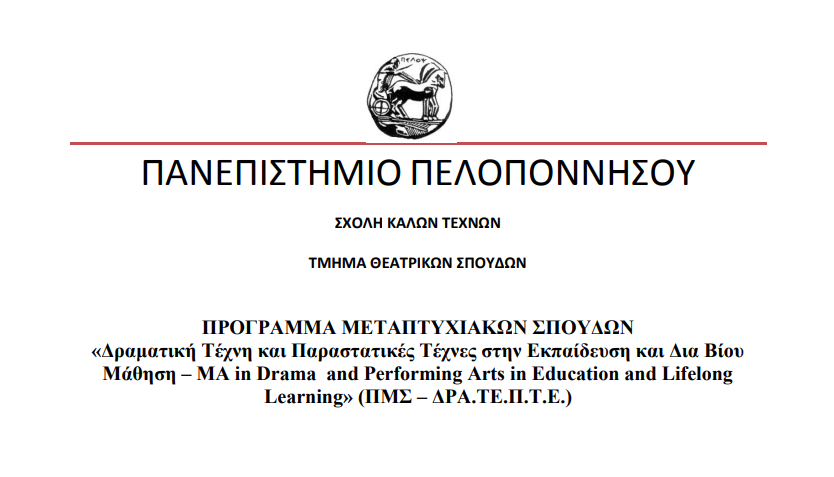 ΠΕΛΟΨ
ΠΑΝΕΠΙΣΤΗΜΙΟ ΠΕΛΟΠΟΝΝΗΣΟΥ
ΣΧΟΛΗ ΚΑΛΩΝ ΤΕΧΝΩΝ
ΤΜΗΜΑ ΘΕΑΤΡΙΚΩΝ ΣΠΟΥΔΩΝ
ΠΡΟΓΡΑΜΜΑ ΜΕΤΑΠΤΥΧΙΑΚΩΝ ΣΠΟΥΔΩΝ
«Δραματική Τέχνη και Παραστατικές Τέχνες στην Εκπαίδευση και Δια Βίου
Μάθηση – MA in Drama and Performing Arts in Education and Lifelong
Learning» (ΠΜΣ – ΔΡΑ.ΤΕ.Π.Τ.Ε.)